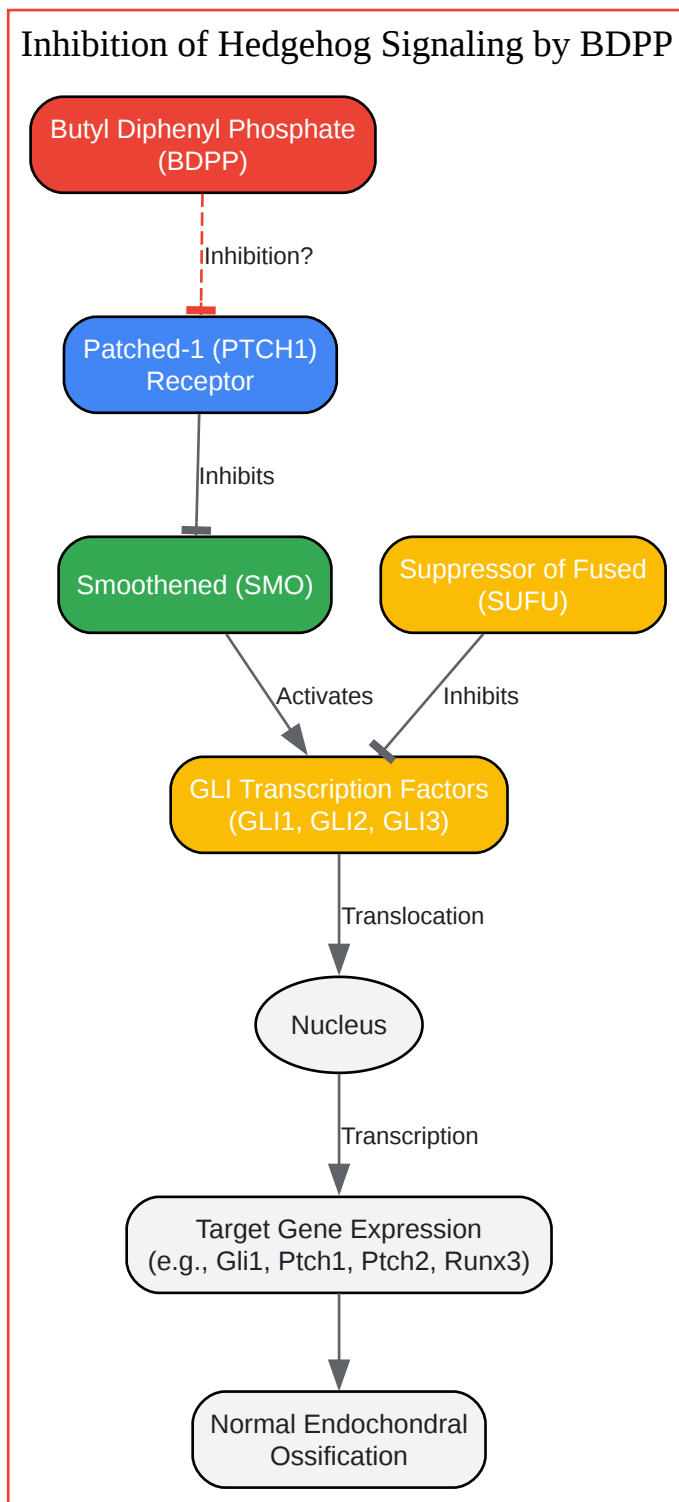 Inhibition of Hedgehog Signaling by BDPP
Butyl Diphenyl Phosphate
(BDPP)
Inhibition?
Patched-1 (PTCH1)
Receptor
Inhibits
Smoothened (SMO)
Suppressor of Fused
(SUFU)
Activates
Inhibits
GLI Transcription Factors
(GLI1, GLI2, GLI3)
Translocation
Nucleus
Transcription
Target Gene Expression
(e.g., Gli1, Ptch1, Ptch2, Runx3)
Normal Endochondral
Ossification